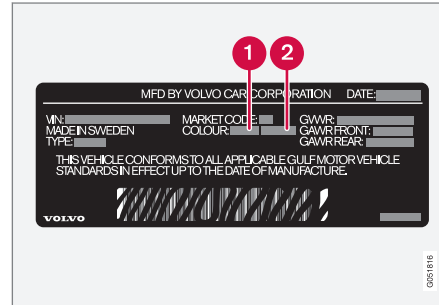 1 2
MFD BY VOLVO CAR CORPORATION DATE:
VIN: MARKET CODE: GVWR:
MADE IN SWEDEN COLOUR: GAWR FRONT:
TYPE: GAWR REAR:
THIS VEHICLE CONFORMS TO ALL APPLICABLE GULF MOTOR VEHICLE
STANDARDS IN EFFECT UP TO THE DATE OF MANUFACTURE.
VOLVO
G051816